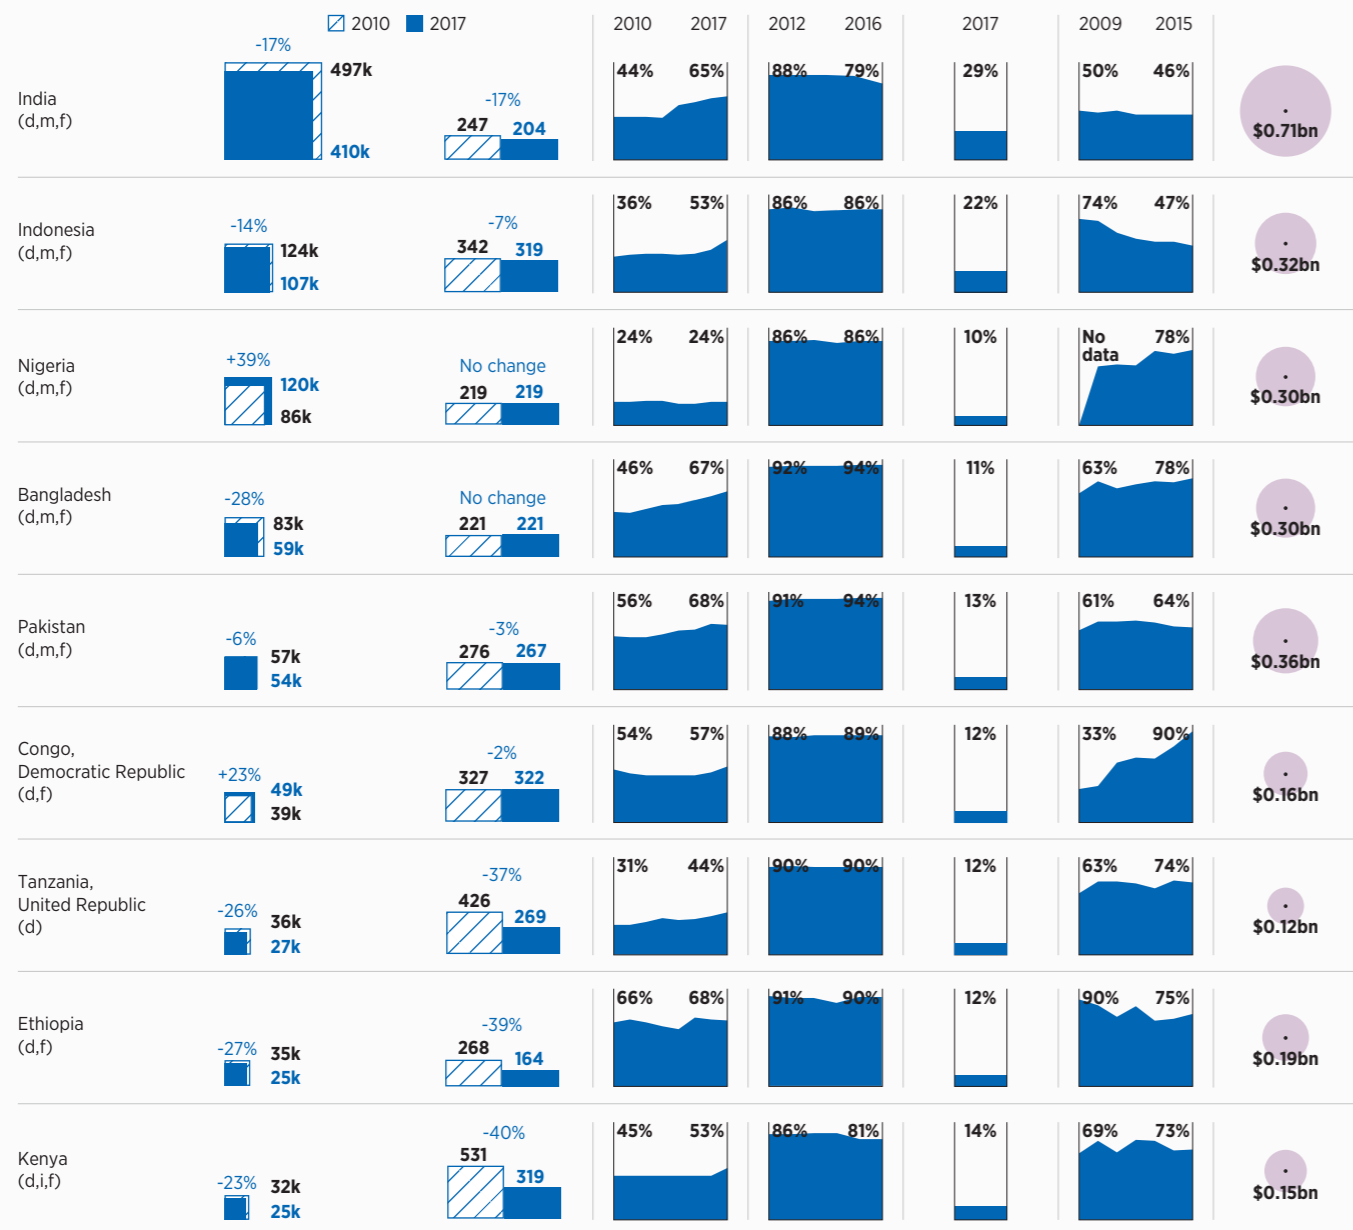 2010 2017 2010 2017 2012 2016 2017 2009 2015
India
(d,m,f)
-17%
497k
410k
-17%
247 204
44% 65% 88% 79% 29% 50% 46%
$0.71bn
Indonesia
(d,m,f)
-14%
124k
107k
-7%
342 319
36% 53% 86% 86% 22% 74% 47%
$0.32bn
Nigeria
(d,m,f)
+39%
120k
86k
No change
219 219
24% 24% 86% 86% 10% No
data
78%
$0.30bn
Bangladesh
(d,m,f)
-28%
83k
59k
No change
221 221
46% 67% 92% 94% 11% 63% 78%
$0.30bn
Pakistan
(d,m,f)
-6%
57k
54k
-3%
276 267
56% 68% 91% 94% 13% 61% 64%
$0.36bn
Congo,
Democratic Republic
(d,f)
+23%
49k
39k
-2%
327 322
54% 57% 88% 89% 12% 33% 90%
$0.16bn
Tanzania,
United Republic
(d)
-26%
36k
27k
-37%
426 269
31% 44% 90% 90% 12% 63% 74%
$0.12bn
Ethiopia
(d,f)
-27%
35k
25k
-39%
268 164
66% 68% 91% 90% 12% 90% 75%
$0.19bn
Kenya
(d,i,f)
-23%
32k
25k
-40%
531 319
45% 53% 86% 81% 14% 69% 73%
$0.15bn